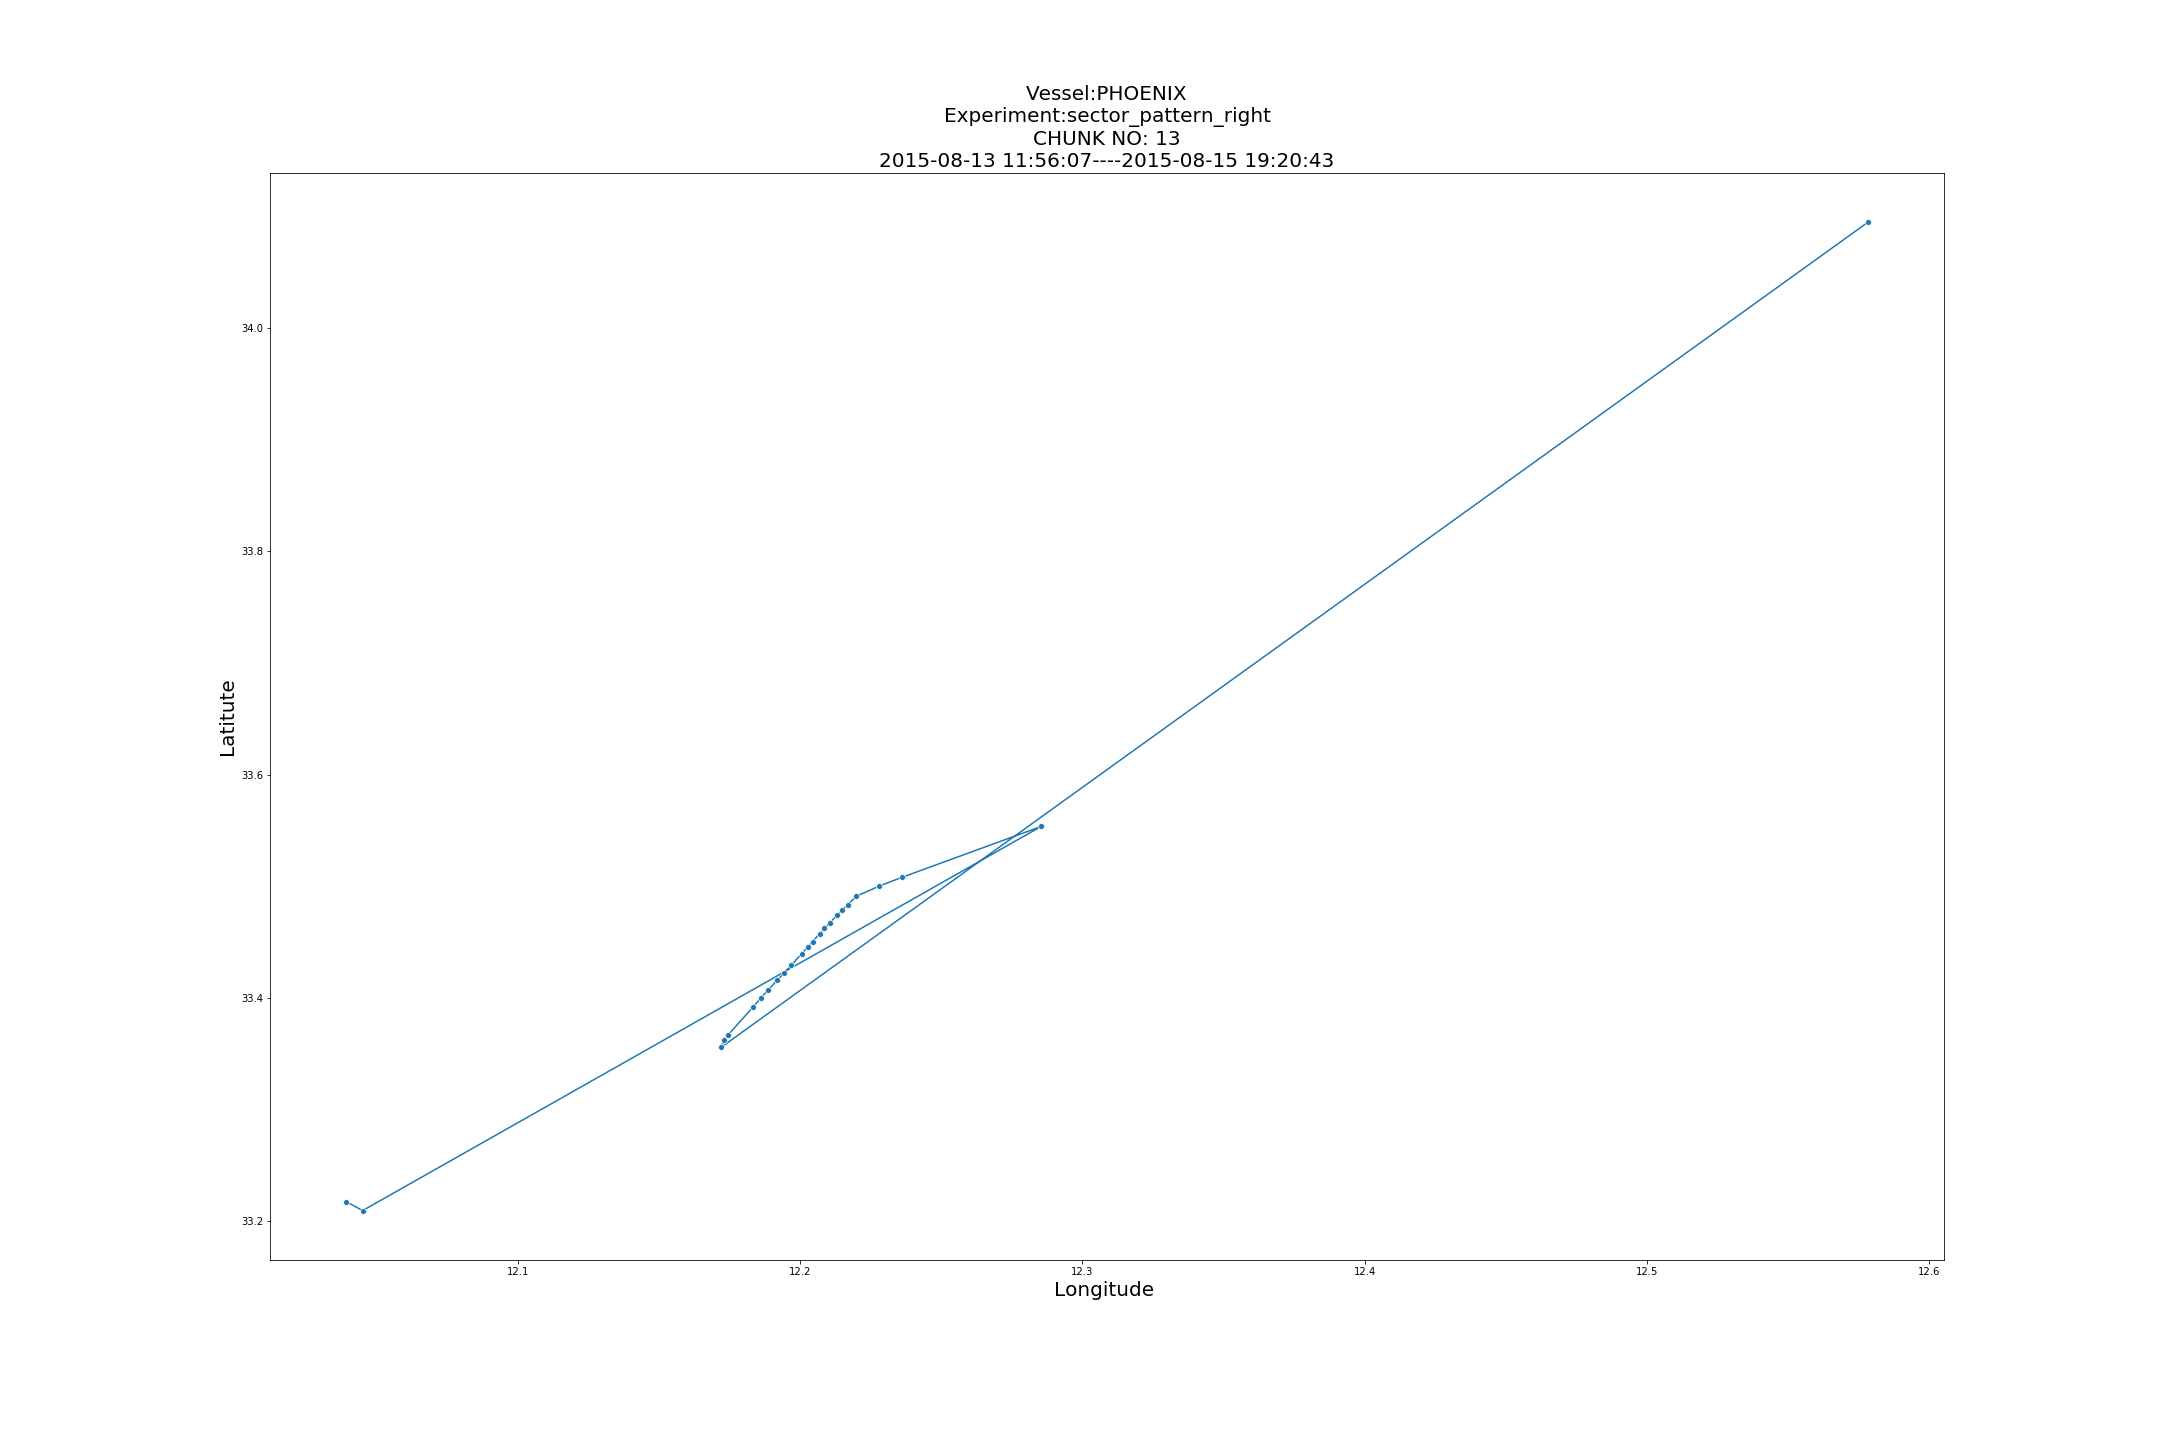 Vessel:PHOENIX
Experiment:sector_pattern_right
CHUNK NO: 13
2015-08-13 11:56:07----2015-08-15 19:20:43
34.0
33.8
33.6
33.4
33.2
Latitute
12.1 12.2 12.3 12.4 12.5 12.6
Longitude